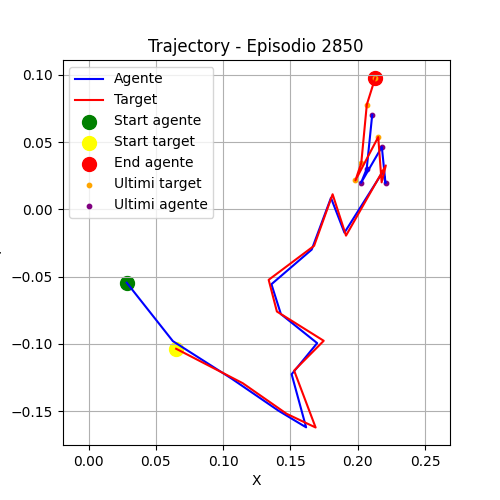 Trajectory - Episodio 2850
Agente
Target
Start agente
Start target
End agente
Ultimi target
Ultimi agente
0.10
0.05
0.00
−0.05
−0.10
−0.15
0.00
0.05
0.10
0.15
0.20
0.25
X